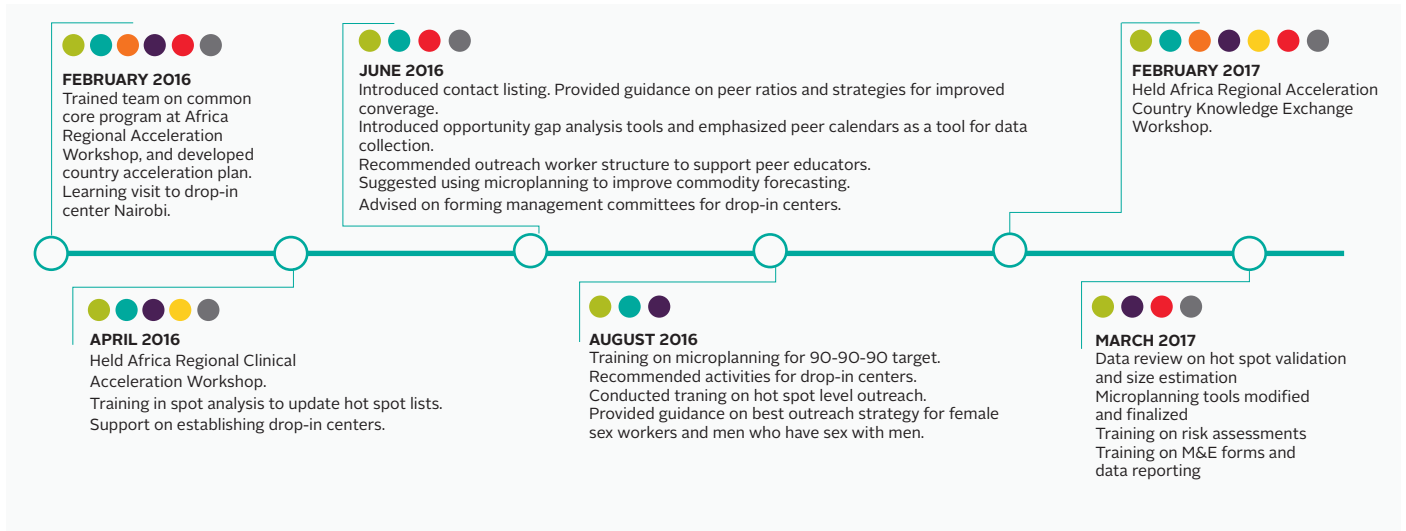 FEBRUARY 2016
Trained team on common
core program at Africa
Regional Acceleration
Workshop, and developed
country acceleration plan.
Learning visit to drop-in
center Nairobi.
JUNE 2016
Introduced contact listing. Provided guidance on peer ratios and strategies for improved
converage.
Introduced opportunity gap analysis tools and emphasized peer calendars as a tool for data
collection.
Recommended outreach worker structure to support peer educators.
Suggested using microplanning to improve commodity forecasting.
Advised on forming management committees for drop-in centers.
FEBRUARY 2017
Held Africa Regional Acceleration
Country Knowledge Exchange
Workshop.
APRIL 2016
Held Africa Regional Clinical
Acceleration Workshop.
Training in spot analysis to update hot spot lists.
Support on establishing drop-in centers.
AUGUST 2016
Training on microplanning for 90-90-90 target.
Recommended activities for drop-in centers.
Conducted traning on hot spot level outreach.
Provided guidance on best outreach strategy for female
sex workers and men who have sex with men.
MARCH 2017
Data review on hot spot validation
and size estimation
Microplanning tools modified
and finalized
Training on risk assessments
Training on M&E forms and
data reporting